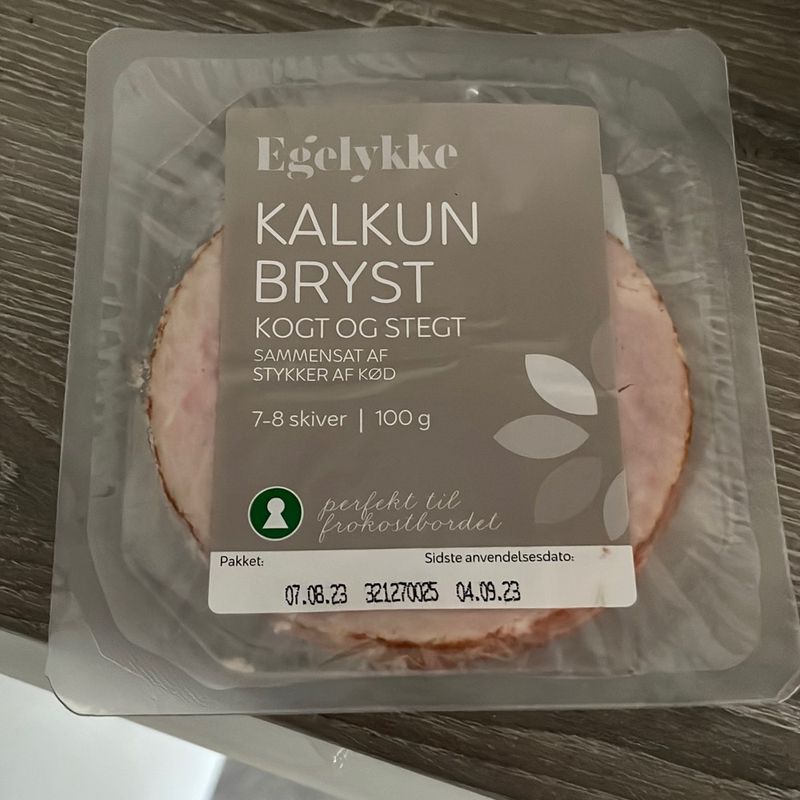 Egelykke
KALKUN
BRYST
KOGT OG STEGT
SAMMENSAT AF
STYKKER AF KØD
7-8 skiver | 100 g
perfekt til
frokostbordet
Pakket: Sidste anvendelsesdato:
07.08.23 321270025 04.09.23